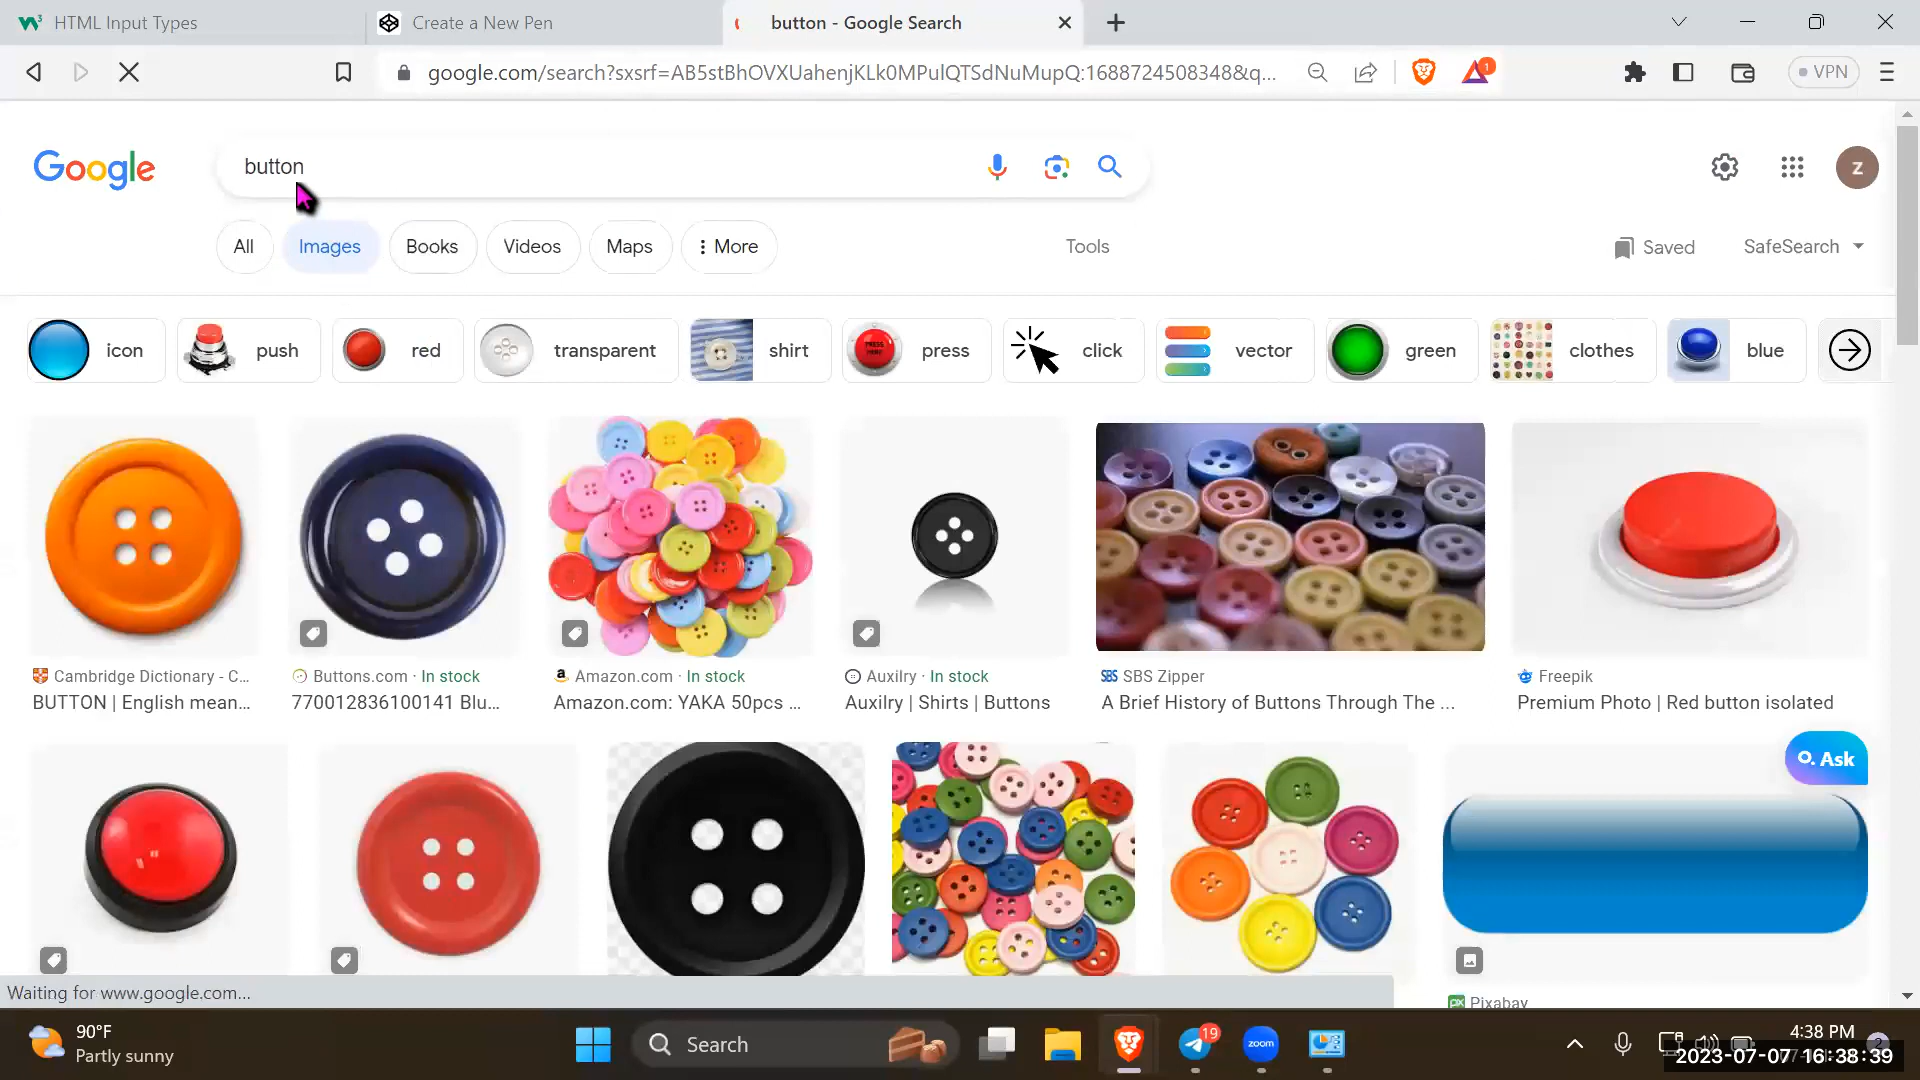 HTML Input Types
Create a New Pen
button - Google Search
google.com/search?sxsrf=AB5stBhOVXUahenjKLk0MPulQTSdNuMupQ:1688724508348&q...
1
VPN
Google
button
z
All
Images
Books
Videos
Maps
More
Tools
Saved
SafeSearch
icon
push
red
transparent
shirt
PRESS HERE
press
click
vector
green
clothes
blue
Cambridge Dictionary - C...
BUTTON | English mean...
Buttons.com · In stock
770012836100141 Blu...
Amazon.com · In stock
Amazon.com: YAKA 50pcs ...
Auxilry · In stock
Auxilry | Shirts | Buttons
SBS SBS Zipper
A Brief History of Buttons Through The ...
Freepik
Premium Photo | Red button isolated
Ask
Pixabay
Waiting for www.google.com...
90°F
Partly sunny
Search
19
zoom
4:38 PM
2
2023-07-07 16:38:39